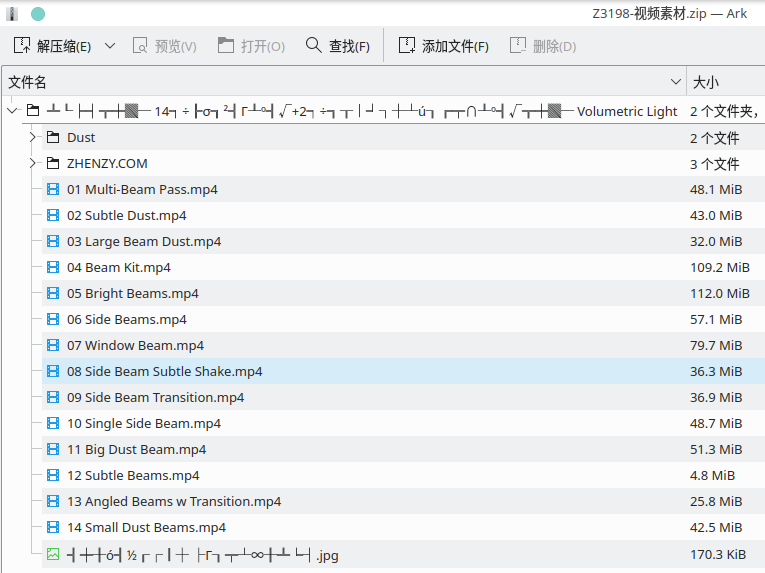 Z3198-视频素材.zip — Ark
解压缩(E) 预览(V) 打开(O) 查找(F) 添加文件(F) 删除(D)
文件名 大小
Volumetric Light 2 个文件夹,
Dust 2 个文件
ZHENZY.COM 3 个文件
01 Multi-Beam Pass.mp4 48.1 MiB
02 Subtle Dust.mp4 43.0 MiB
03 Large Beam Dust.mp4 32.0 MiB
04 Beam Kit.mp4 109.2 MiB
05 Bright Beams.mp4 112.0 MiB
06 Side Beams.mp4 57.1 MiB
07 Window Beam.mp4 79.7 MiB
08 Side Beam Subtle Shake.mp4 36.3 MiB
09 Side Beam Transition.mp4 36.9 MiB
10 Single Side Beam.mp4 48.7 MiB
11 Big Dust Beam.mp4 51.3 MiB
12 Subtle Beams.mp4 4.8 MiB
13 Angled Beams w Transition.mp4 25.8 MiB
14 Small Dust Beams.mp4 42.5 MiB
.jpg 170.3 KiB